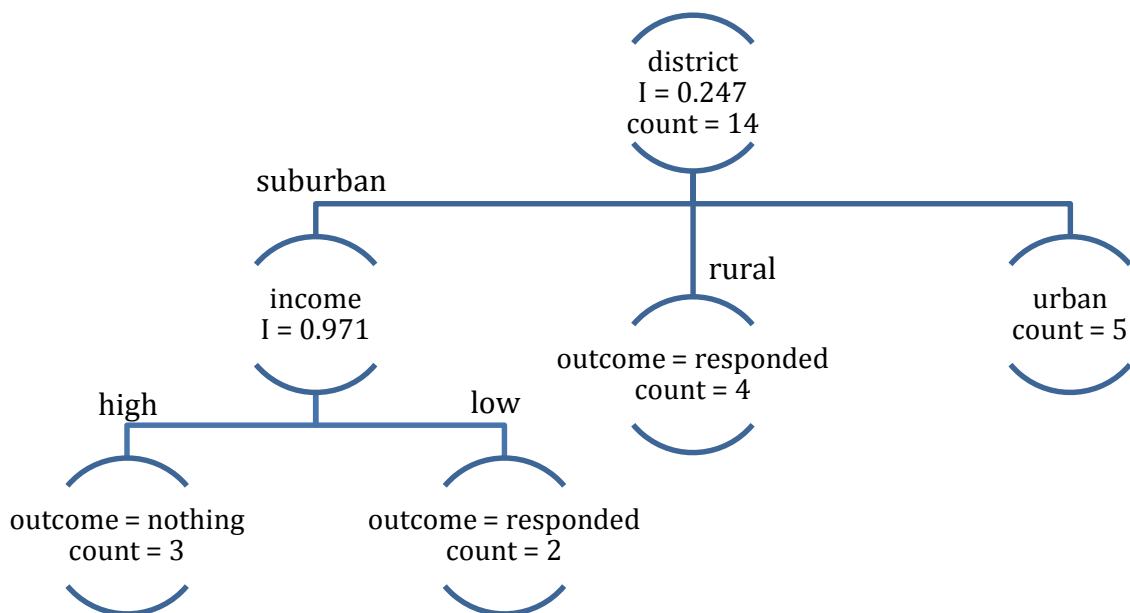 district
I = 0.247
count = 14
suburban
rural
income
I = 0.971
outcome = responded
count = 4
urban
count = 5
high
low
outcome = nothing
count = 3
outcome = responded
count = 2